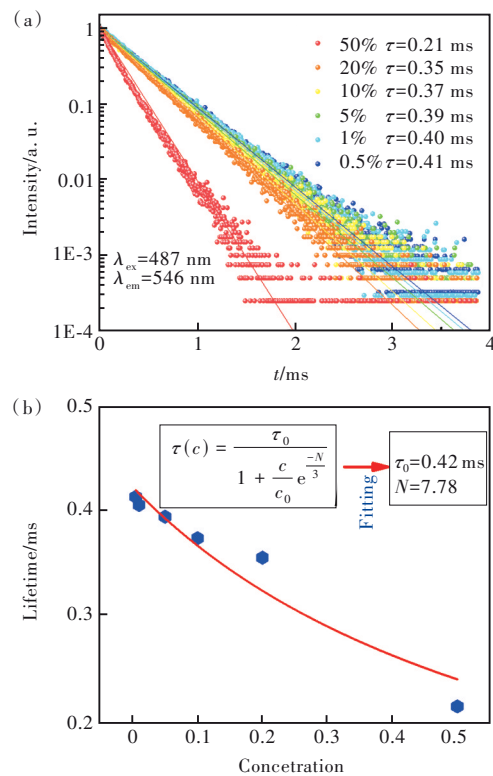 (a)
1
0.1
0.01
1E-3
1E-4
Intensity/a. u.
50% τ=0.21 ms
20% τ=0.35 ms
10% τ=0.37 ms
5% τ=0.39 ms
1% τ=0.40 ms
0.5% τ=0.41 ms
λex=487 nm
λem=546 nm
0 1 2 3 4
t/ms
(b)
0.5
0.4
0.3
0.2
Lifetime/ms
τ(c) = τ0 / (1 + c/c0 e^(-N/3))
Fitting
τ0=0.42 ms
N=7.78
0 0.1 0.2 0.3 0.4 0.5
Concetration